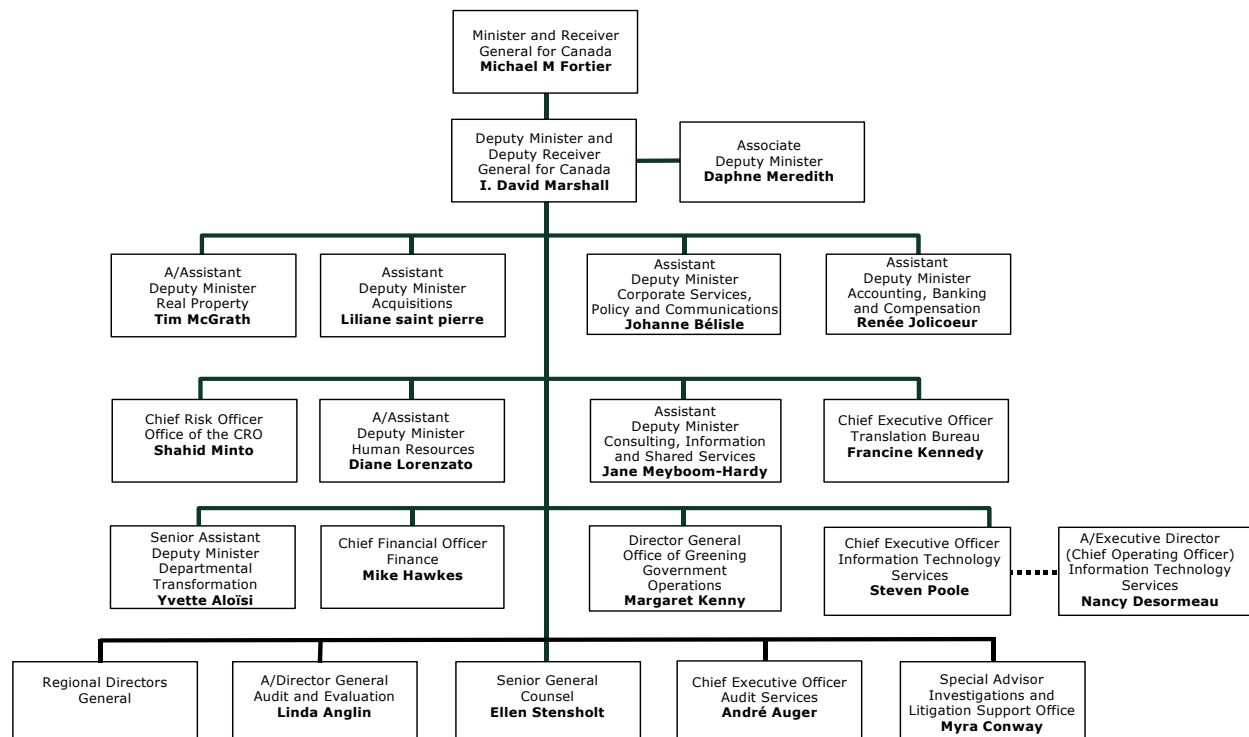 Minister and Receiver
General for Canada
Michael M Fortier
Deputy Minister and
Deputy Receiver
General for Canada
I. David Marshall
Associate
Deputy Minister
Daphne Meredith
A/Assistant
Deputy Minister
Real Property
Tim McGrath
Assistant
Deputy Minister
Acquisitions
Liliane saint pierre
Assistant
Deputy Minister
Corporate Services,
Policy and Communications
Johanne Bélisle
Assistant
Deputy Minister
Accounting, Banking
and Compensation
Renée Jolicoeur
Chief Risk Officer
Office of the CRO
Shahid Minto
A/Assistant
Deputy Minister
Human Resources
Diane Lorenzato
Assistant
Deputy Minister
Consulting, Information
and Shared Services
Jane Meyboom-Hardy
Chief Executive Officer
Translation Bureau
Francine Kennedy
Senior Assistant
Deputy Minister
Departmental
Transformation
Yvette Aloïsi
Chief Financial Officer
Finance
Mike Hawkes
Director General
Office of Greening
Government
Operations
Margaret Kenny
Chief Executive Officer
Information Technology
Services
Steven Poole
A/Executive Director
(Chief Operating Officer)
Information Technology
Services
Nancy Desormeau
Regional Directors
General
A/Director General
Audit and Evaluation
Linda Anglin
Senior General
Counsel
Ellen Stensholt
Chief Executive Officer
Audit Services
André Auger
Special Advisor
Investigations and
Litigation Support Office
Myra Conway